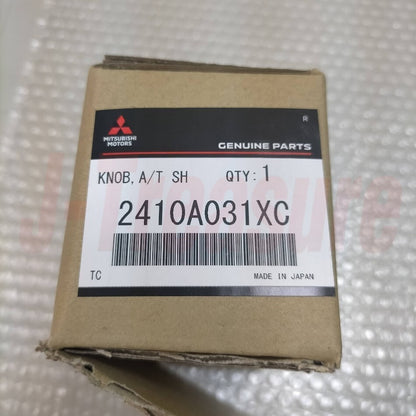 MITSUBISHI
MOTORS
GENUINE PARTS
KNOB, A/T SH QTY: 1
2410A031XC
TC MADE IN JAPAN